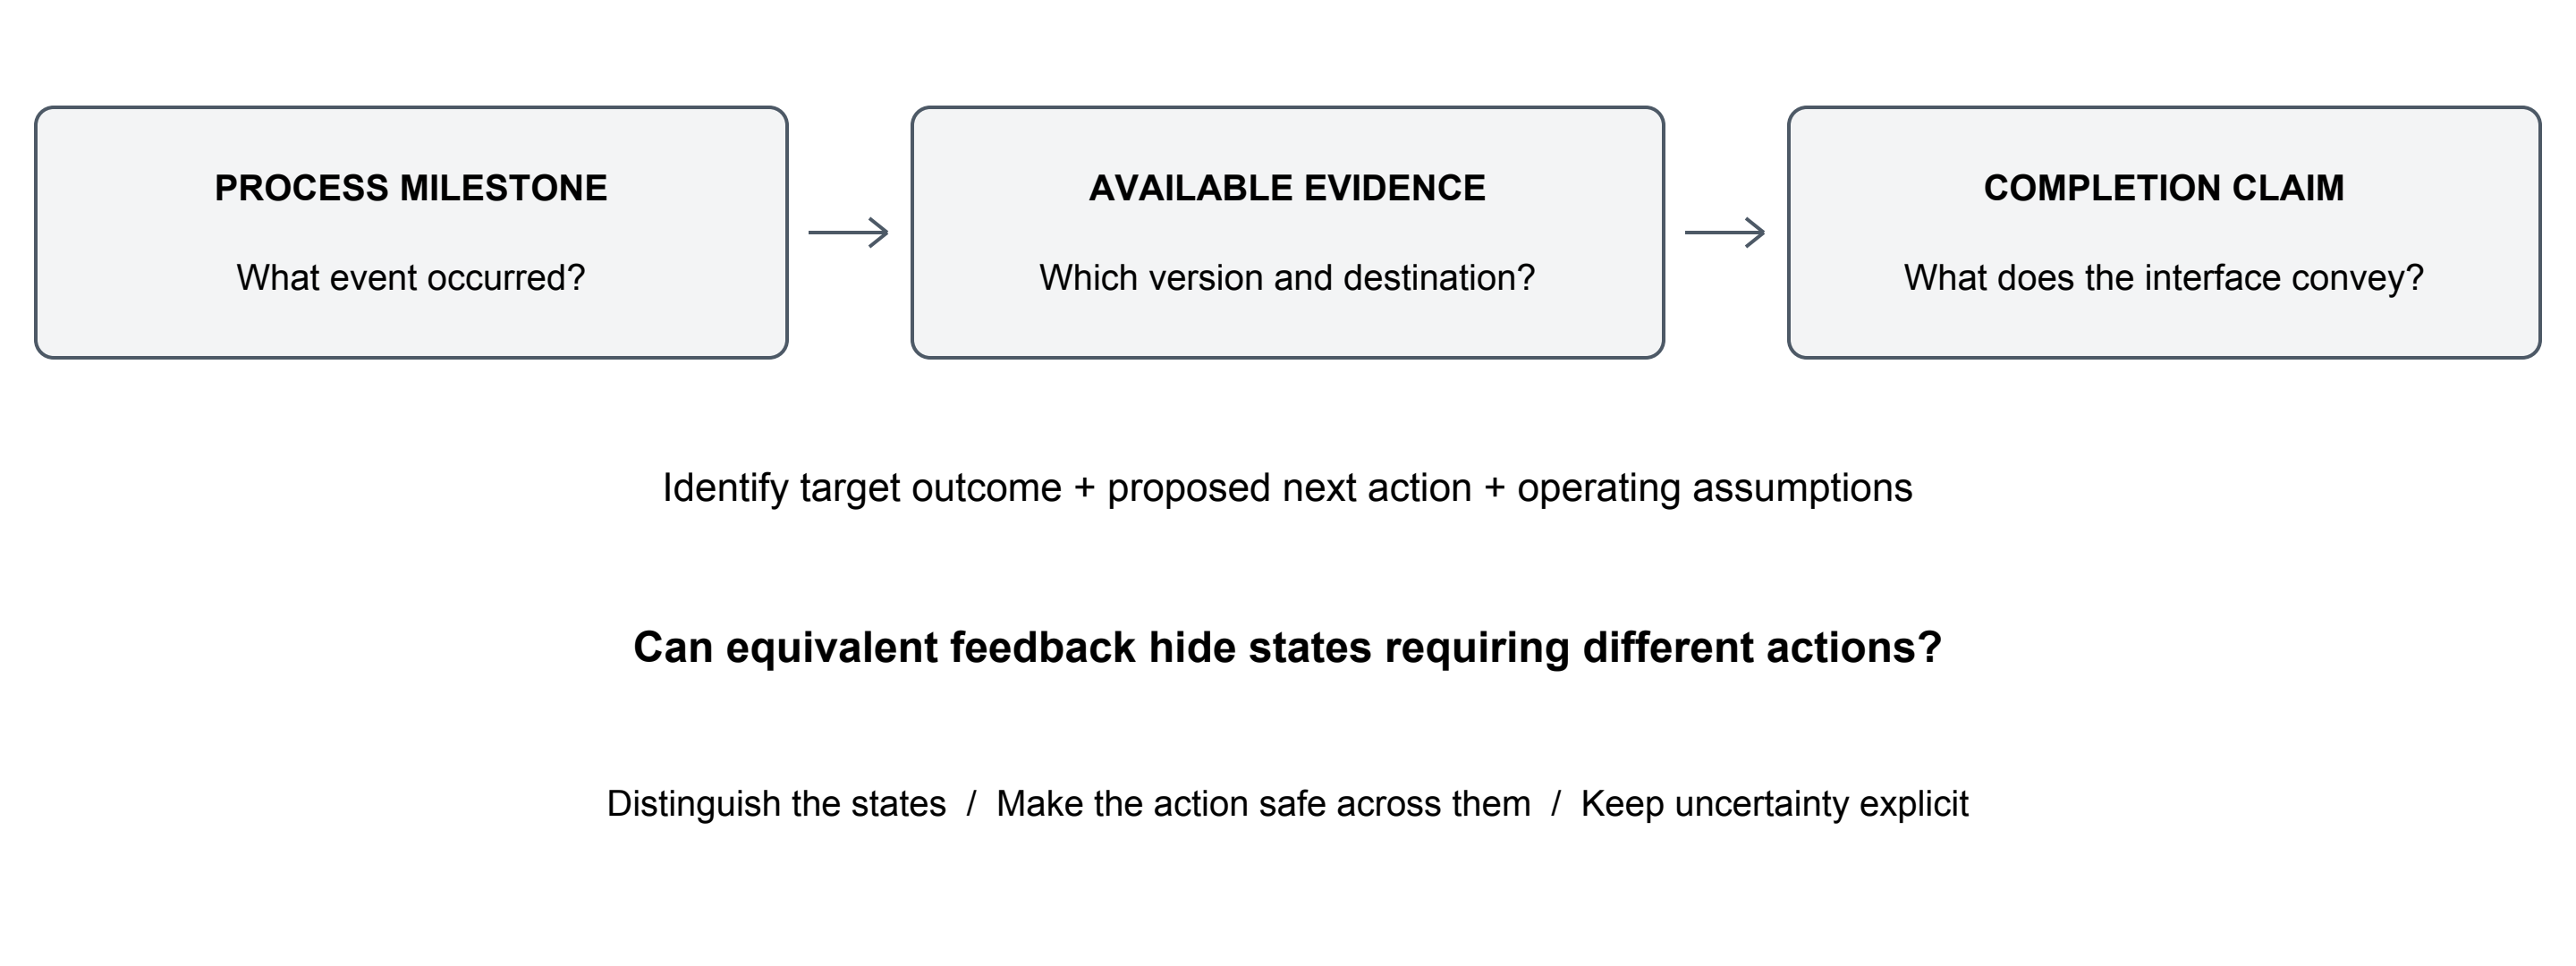 PROCESS MILESTONE
What event occurred?
AVAILABLE EVIDENCE
Which version and destination?
COMPLETION CLAIM
What does the interface convey?
Identify target outcome + proposed next action + operating assumptions
Can equivalent feedback hide states requiring different actions?
Distinguish the states / Make the action safe across them / Keep uncertainty explicit